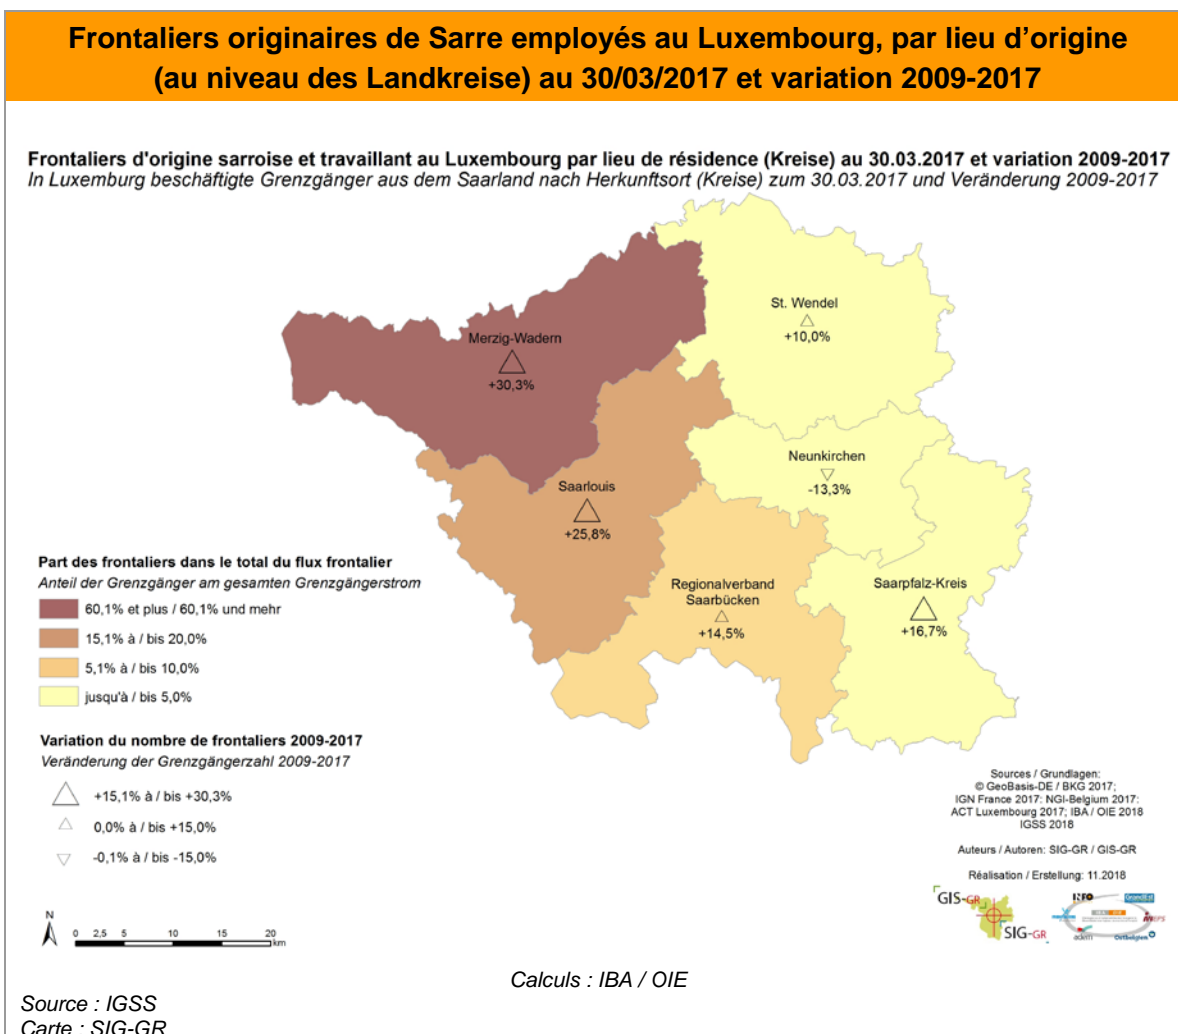 Frontaliers originaires de Sarre employés au Luxembourg, par lieu d'origine
(au niveau des Landkreise) au 30/03/2017 et variation 2009-2017
Frontaliers d'origine sarroise et travaillant au Luxembourg par lieu de résidence (Kreise) au 30.03.2017 et variation 2009-2017
In Luxemburg beschäftigte Grenzgänger aus dem Saarland nach Herkunftsort (Kreise) zum 30.03.2017 und Veränderung 2009-2017
St. Wendel
+10,0%
Merzig-Wadern
+30,3%
Neunkirchen
-13,3%
Saarlouis
+25,8%
Regionalverband
Saarbücken
+14,5%
Saarpfalz-Kreis
+16,7%
Part des frontaliers dans le total du flux frontalier
Anteil der Grenzgänger am gesamten Grenzgängerstrom
60,1% et plus / 60,1% und mehr
15,1% à / bis 20,0%
5,1% à / bis 10,0%
jusqu'à / bis 5,0%
Variation du nombre de frontaliers 2009-2017
Veränderung der Grenzgängerzahl 2009-2017
+15,1% à / bis +30,3%
0,0% à / bis +15,0%
-0,1% à / bis -15,0%
N
0 2,5 5 10 15 20
km
Sources / Grundlagen:
© GeoBasis-DE / BKG 2017;
IGN France 2017: NGI-Belgium 2017:
ACT Luxembourg 2017; IBA / OIE 2018
IGSS 2018
Auteurs / Autoren: SIG-GR / GIS-GR
Réalisation / Erstellung: 11.2018
GIS-GR
SIG-GR
INFO
IBA OIE
adem
Ostbelgien
Calculs : IBA / OIE
Source : IGSS
Carte : SIG-GR